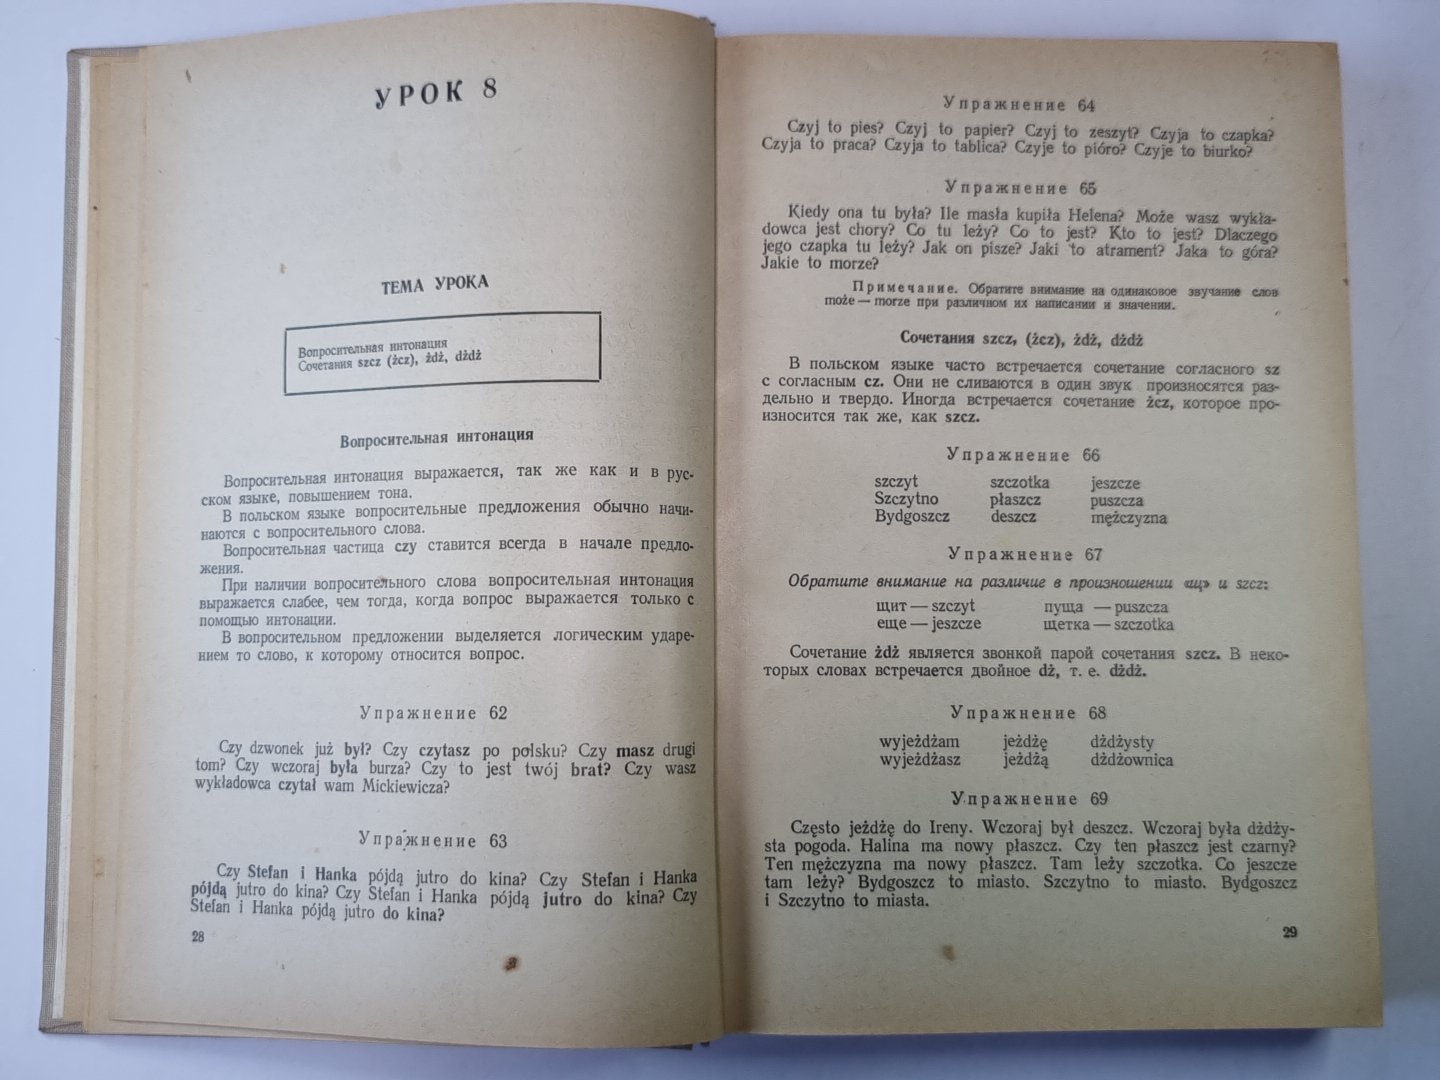 УРОК 8
ТЕМА УРОКА
Вопросительная интонация
Сочетания szcz (żcz), żdż, dżdż
Вопросительная интонация
Вопросительная интонация выражается, так же как и в рус-
ском языке, повышением тона.
В польском языке вопросительные предложения обычно начи-
наются с вопросительного слова.
Вопросительная частица czy ставится всегда в начале предло-
жения.
При наличии вопросительного слова вопросительная интонация
выражается слабее, чем тогда, когда вопрос выражается только с
помощью интонации.
В вопросительном предложении выделяется логическим ударе-
нием то слово, к которому относится вопрос.
Упражнение 62
Czy dzwonek już był? Czy czytasz po polsku? Czy masz drugi
tom? Czy wczoraj była burza? Czy to jest twój brat? Czy wasz
wykładowca czytał wam Mickiewicza?
Упражнение 63
Czy Stefan i Hanka pójdą jutro do kina? Czy Stefan i Hanka
pójdą jutro do kina? Czy Stefan i Hanka pójdą jutro do kina? Czy
Stefan i Hanka pójdą jutro do kina?
28
Упражнение 64
Czyj to pies? Czyj to papier? Czyj to zeszyt? Czyja to czapka?
Czyja to praca? Czyja to tablica? Czyje to pióro? Czyje to biurko?
Упражнение 65
Kiedy ona tu była? Ile masła kupiła Helena? Może wasz wykła-
dowca jest chory? Co tu leży? Co to jest? Kto to jest? Dlaczego
jego czapka tu leży? Jak on pisze? Jaki to atrament? Jaka to góra?
Jakie to morze?
Примечание. Обратите внимание на одинаковое звучание слов
może — morze при различном их написании и значении.
Сочетания szcz, (żcz), żdż, dżdż
В польском языке часто встречается сочетание согласного sz
с согласным cz. Они не сливаются в один звук произносятся раз-
дельно и твердо. Иногда встречается сочетание żcz, которое про-
износится так же, как szcz.
Упражнение 66
szczyt szczotka jeszcze
Szczytno płaszcz puszcza
Bydgoszcz deszcz mężczyzna
Упражнение 67
Обратите внимание на различие в произношении «щ» и szcz:
щит — szczyt пуща — puszcza
еще — jeszcze щетка — szczotka
Сочетание żdż является звонкой парой сочетания szcz. В неко-
торых словах встречается двойное dż, т. е. dżdż.
Упражнение 68
wyjeżdżam jeżdżę dżdżysty
wyjeżdżasz jeżdżą dżdżownica
Упражнение 69
Często jeżdżę do Ireny. Wczoraj był deszcz. Wczoraj była dżdży-
sta pogoda. Halina ma nowy płaszcz. Czy ten płaszcz jest czarny?
Ten mężczyzna ma nowy płaszcz. Tam leży szczotka. Co jeszcze
tam leży? Bydgoszcz to miasto. Szczytno to miasto. Bydgoszcz
i Szczytno to miasta.
29